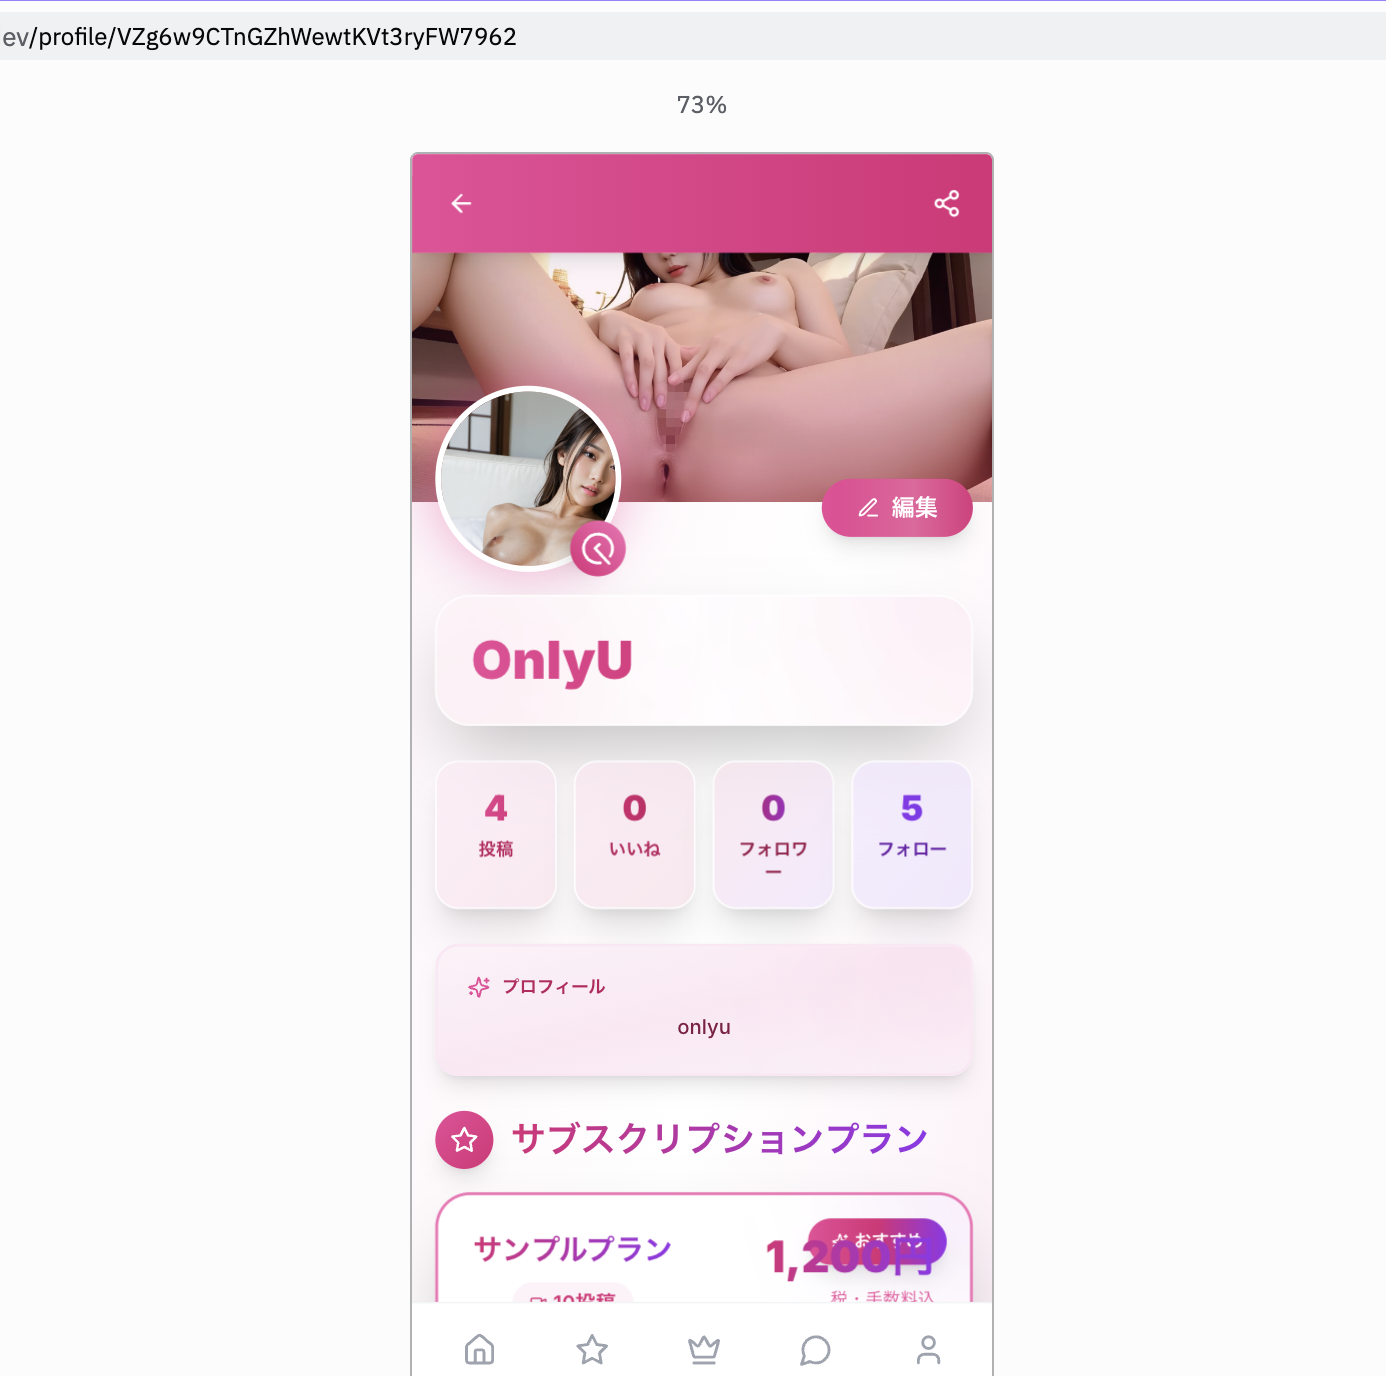 ev/profile/VZg6w9CTnGZhWewtKVt3ryFW7962
73%
編集
OnlyU
4
投稿
0
いいね
0
フォロワ
ー
5
フォロー
プロフィール
onlyu
サブスクリプションプラン
おすすめ
サンプルプラン
1,200円
10投稿
税・手数料込